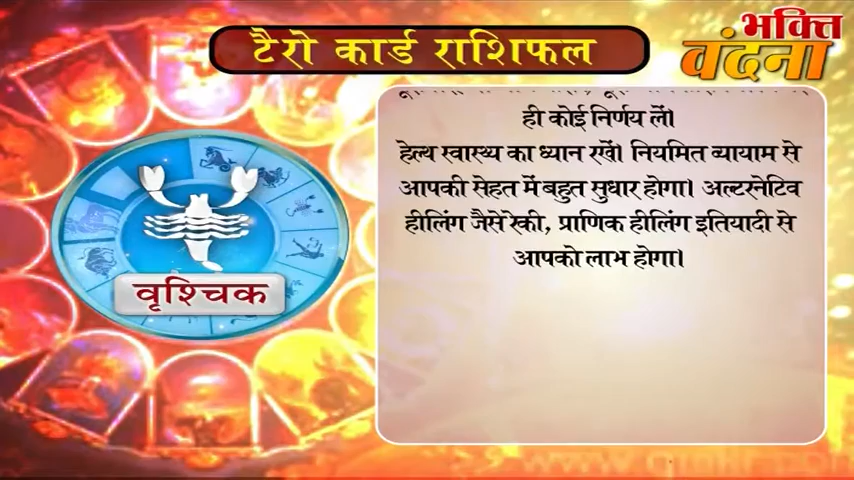 टैरो कार्ड राशिफल
भक्ति
वंदना
ही कोई निर्णय लें।
हेल्थ स्वास्थ्य का ध्यान रखें। नियमित व्यायाम से
आपकी सेहत में बहुत सुधार होगा। अल्टरनेटिव
हीलिंग जैसे रेकी, प्राणिक हीलिंग इतियादी से
आपको लाभ होगा।
वृश्चिक